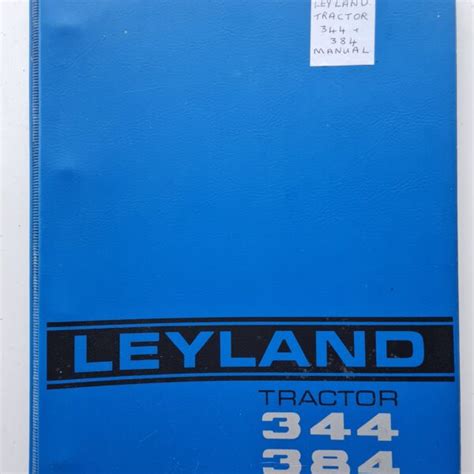 LEYLAND
TRACTOR
344 +
384
MANUAL
LEYLAND
TRACTOR
344
384